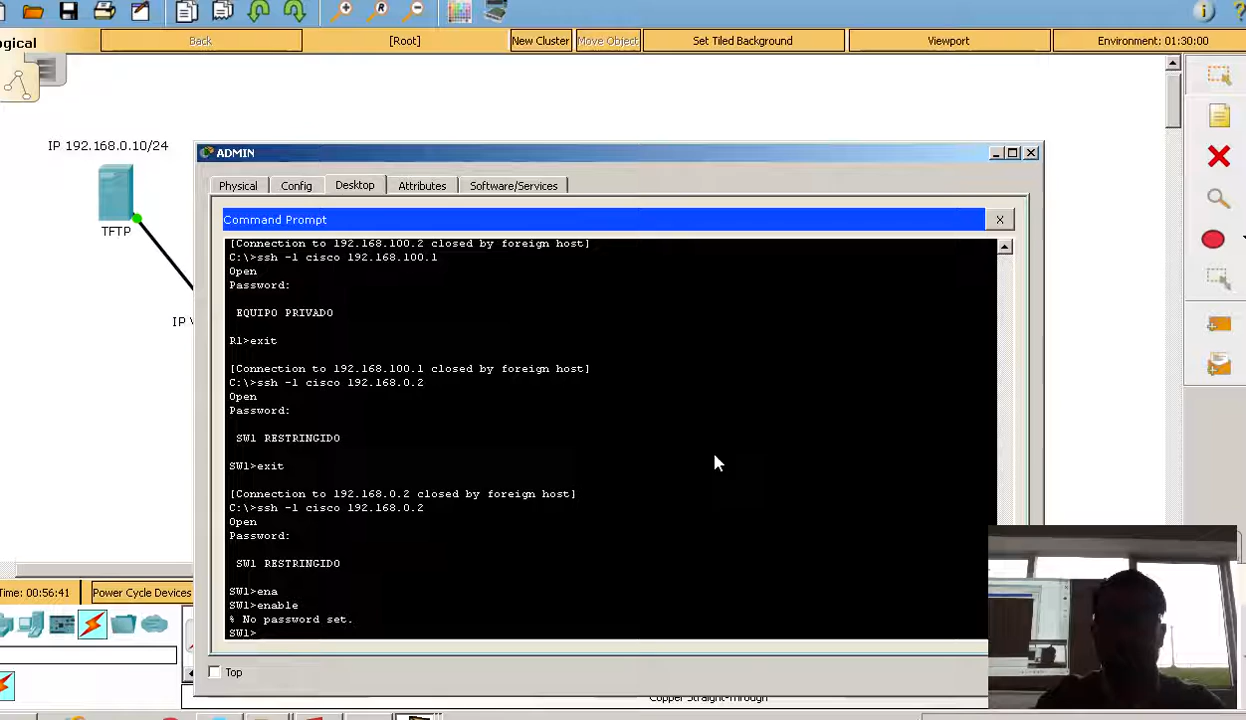 ogical
Back
[Root]
New Cluster
Move Object
Set Tiled Background
Viewport
Environment: 01:30:00
IP 192.168.0.10/24
TFTP
ADMIN
Physical
Config
Desktop
Attributes
Software/Services
Command Prompt
X
[Connection to 192.168.100.2 closed by foreign host]
C:\>ssh -l cisco 192.168.100.1
Open
Password:
EQUIPO PRIVADO
R1>exit
[Connection to 192.168.100.1 closed by foreign host]
C:\>ssh -l cisco 192.168.0.2
Open
Password:
SW1 RESTRINGIDO
SW1>exit
[Connection to 192.168.0.2 closed by foreign host]
C:\>ssh -l cisco 192.168.0.2
Open
Password:
SW1 RESTRINGIDO
SW1>ena
SW1>enable
% No password set.
SW1>
Top
IP
Time: 00:56:41
Power Cycle Devices
Copper Straight-Through